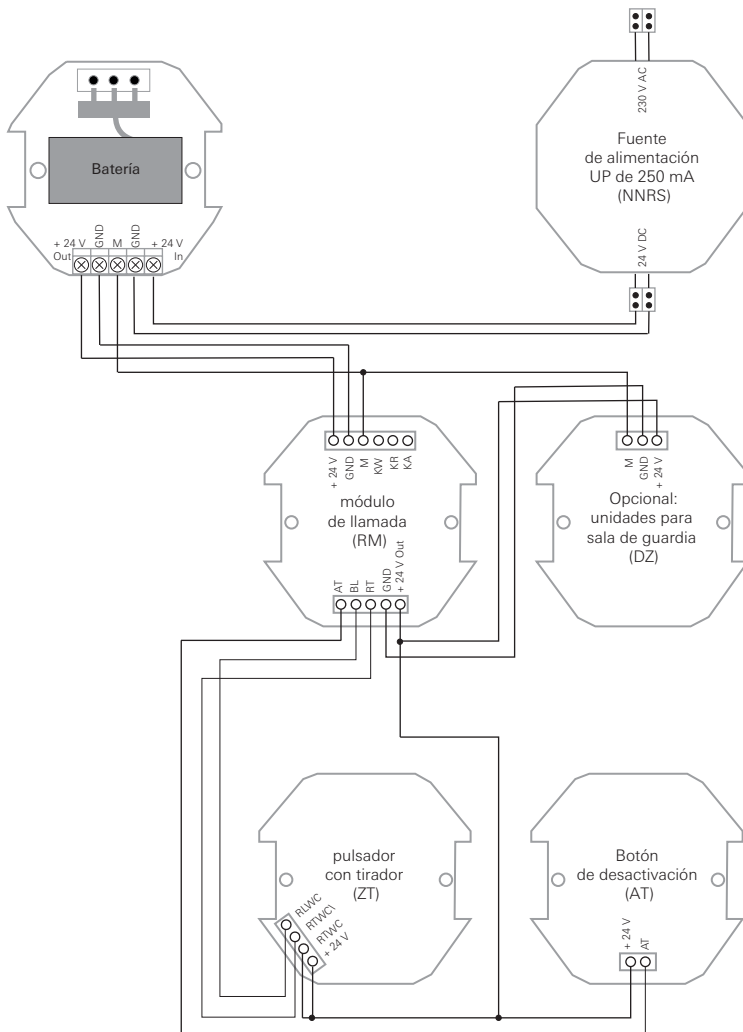 230 V AC
Fuente
de alimentación
UP de 250 mA
(NNRS)
24 V DC
Batería
+ 24 V
Out
GND
M
GND
+ 24 V
In
+ 24 V
GND
M
KW
KR
KA
módulo
de llamada
(RM)
AT
BL
RT
GND
+ 24 V Out
M
GND
+ 24 V
Opcional:
unidades para
sala de guardia
(DZ)
pulsador
con tirador
(ZT)
RLWC
RTWC\
RTWC
+ 24 V
Botón
de desactivación
(AT)
+ 24 V
AT